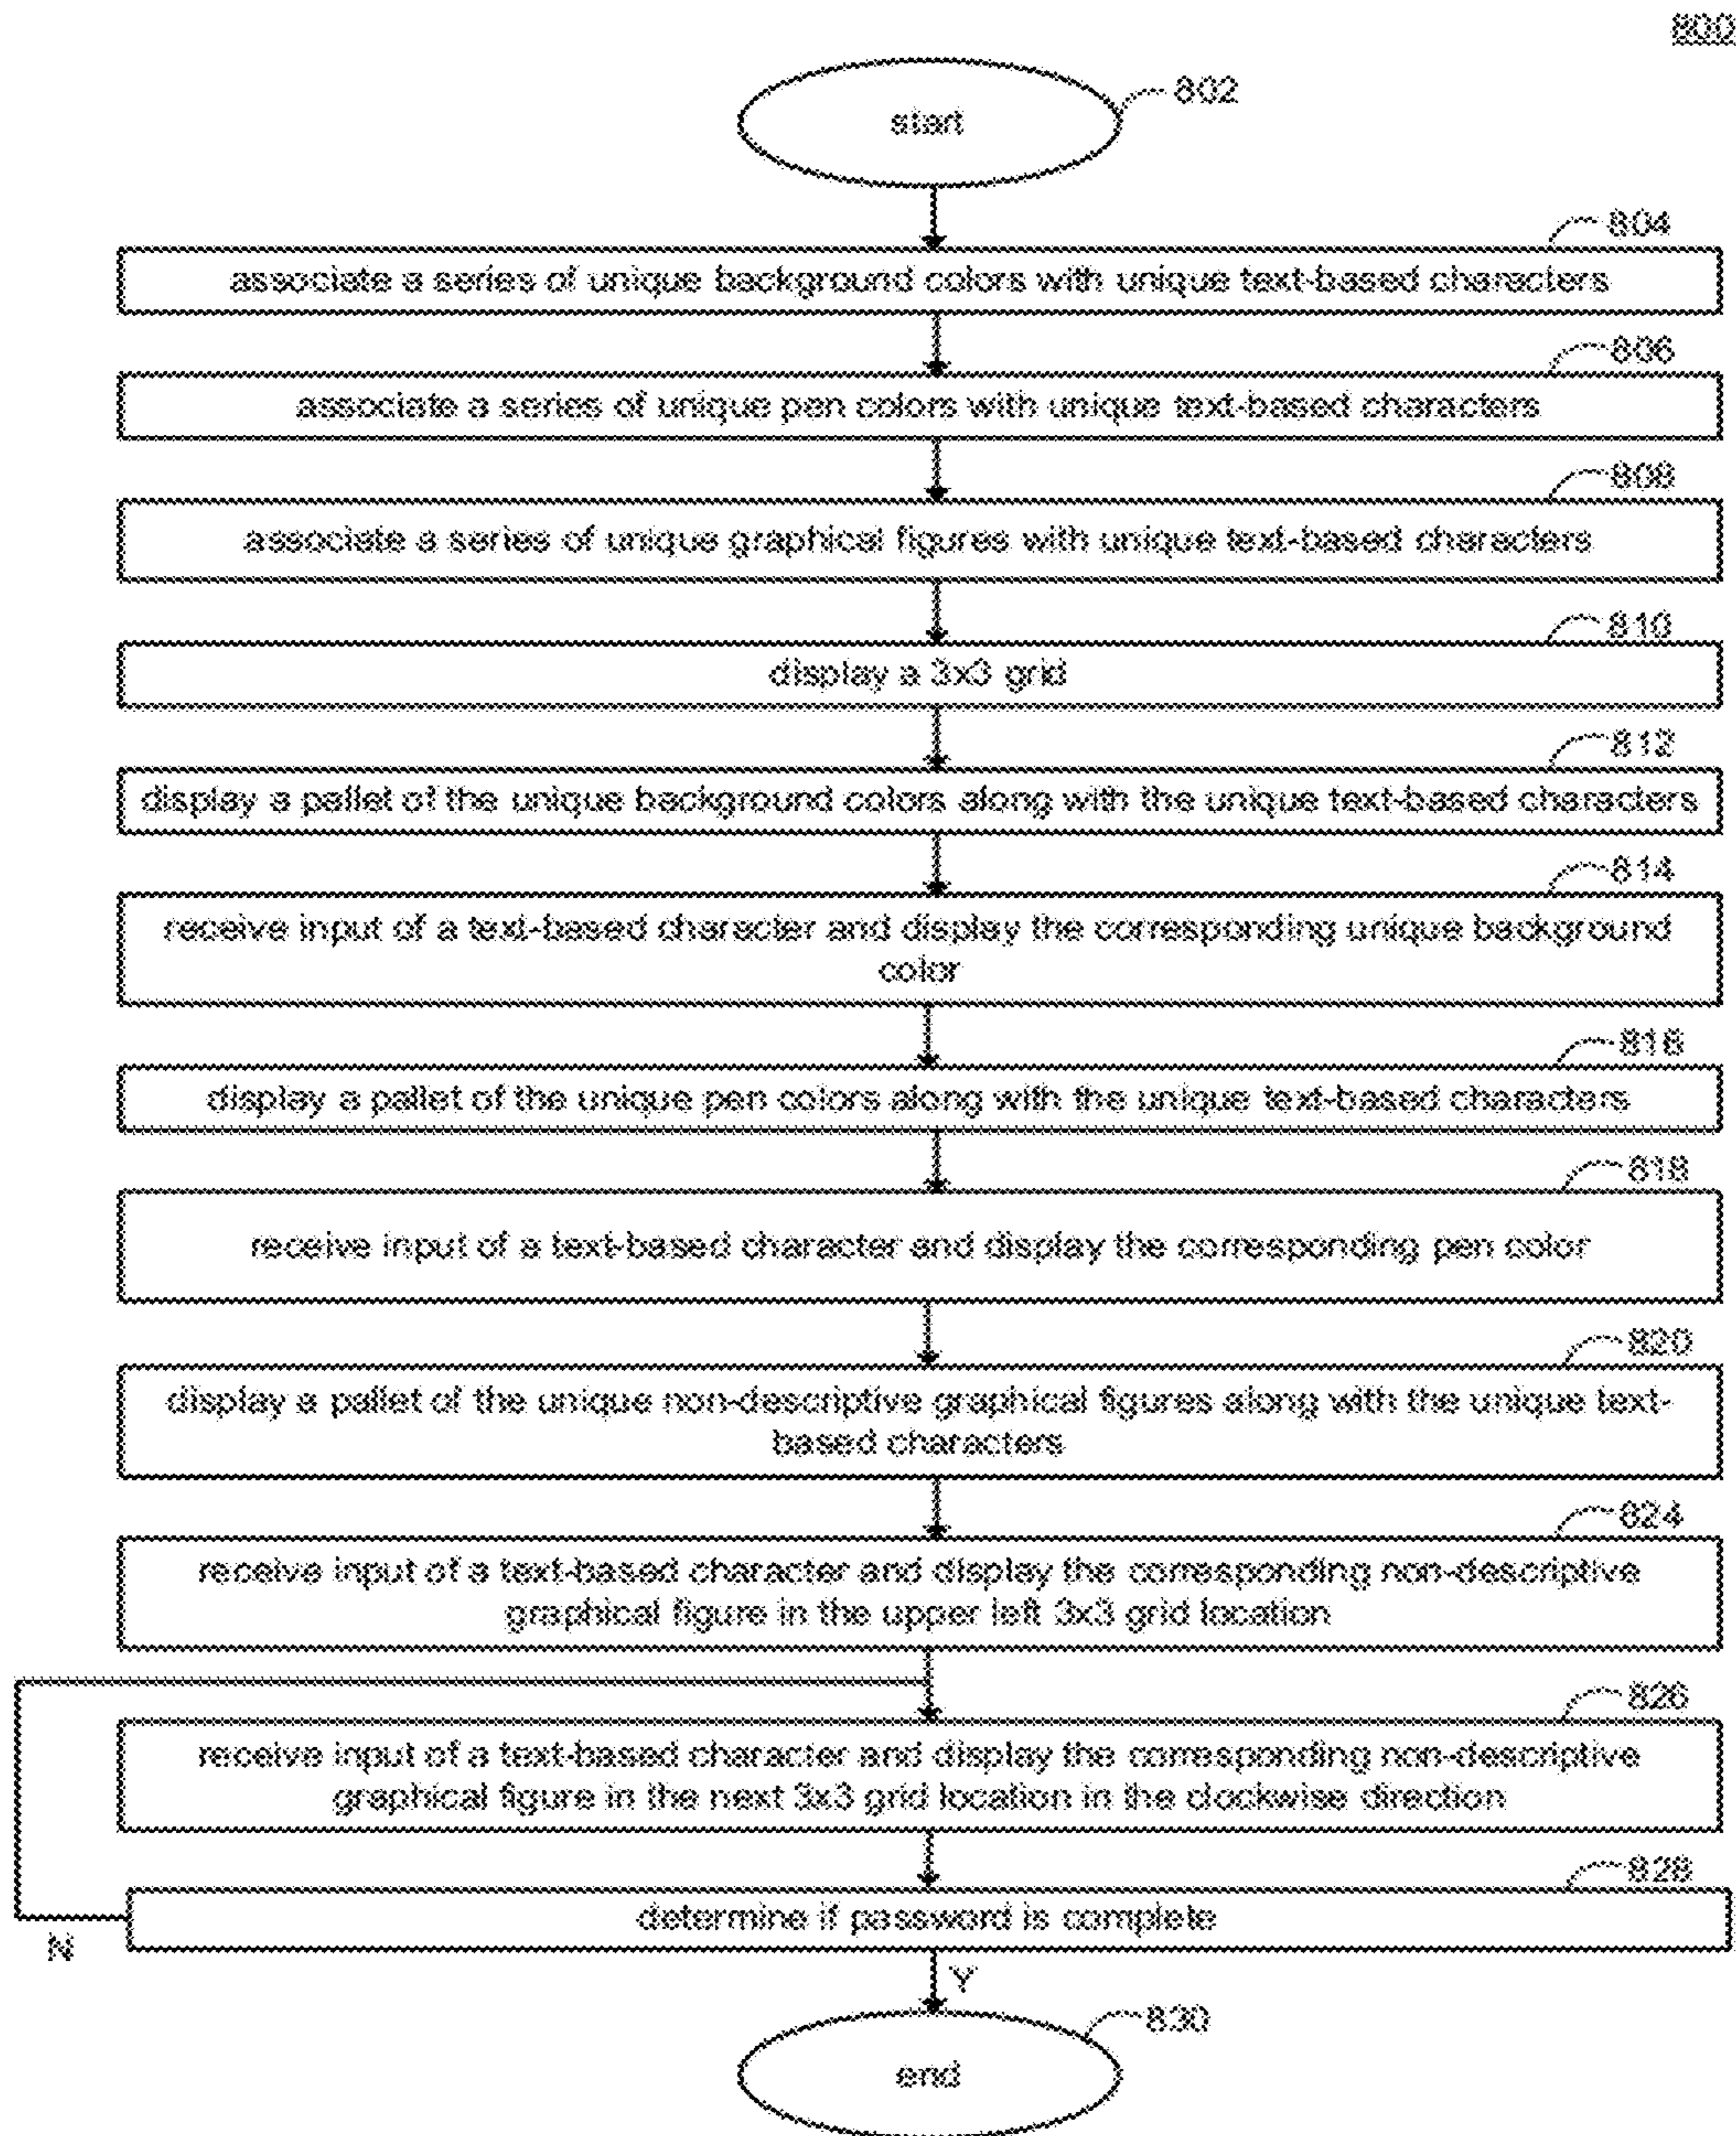 800
802
start
804
associate a series of unique background colors with unique text-based characters
806
associate a series of unique pen colors with unique text-based characters
808
associate a series of unique graphical figures with unique text-based characters
810
display a 3x3 grid
812
display a pallet of the unique background colors along with the unique text-based characters
814
receive input of a text-based character and display the corresponding unique background
color
816
display a pallet of the unique pen colors along with the unique text-based characters
818
receive input of a text-based character and display the corresponding pen color
820
display a pallet of the unique non-descriptive graphical figures along with the unique text-
based characters
824
receive input of a text-based character and display the corresponding non-descriptive
graphical figure in the upper left 3x3 grid location
826
receive input of a text-based character and display the corresponding non-descriptive
graphical figure in the next 3x3 grid location in the clockwise direction
828
determine if password is complete
N
Y
830
end